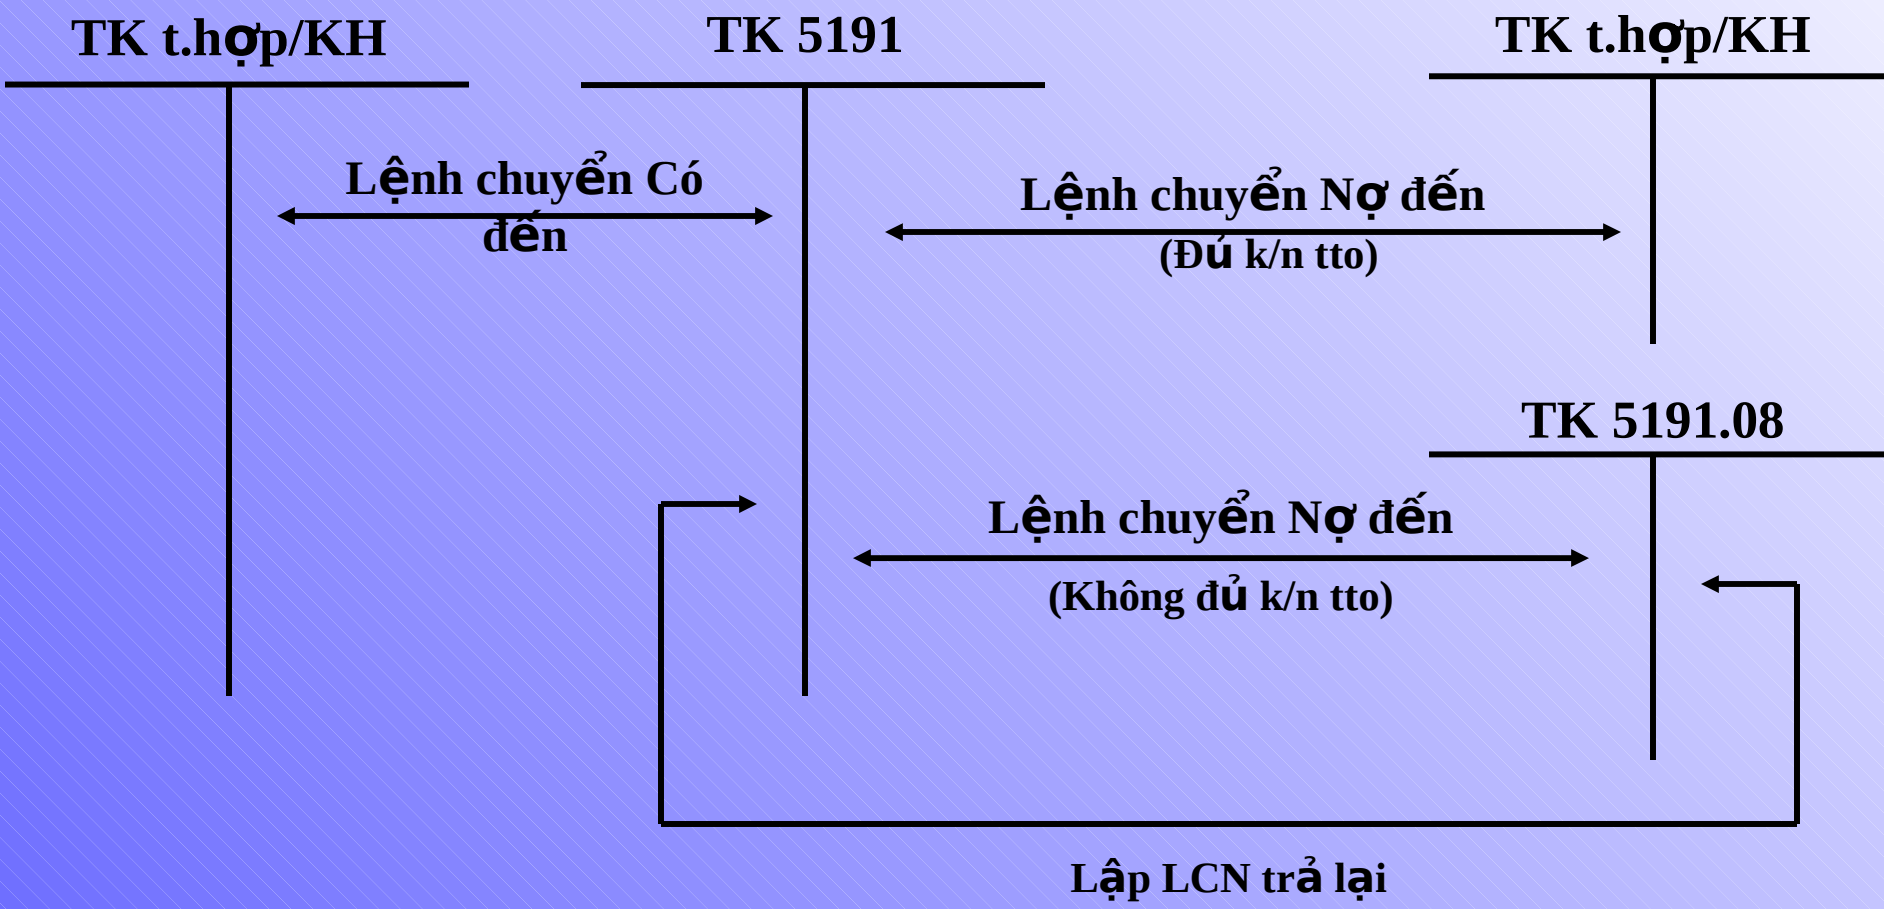 TK t.hợp/KH
TK 5191
TK t.hợp/KH
Lệnh chuyển Có
đến
Lệnh chuyển Nợ đến
(Đủ k/n tto)
TK 5191.08
Lệnh chuyển Nợ đến
(Không đủ k/n tto)
Lập LCN trả lại